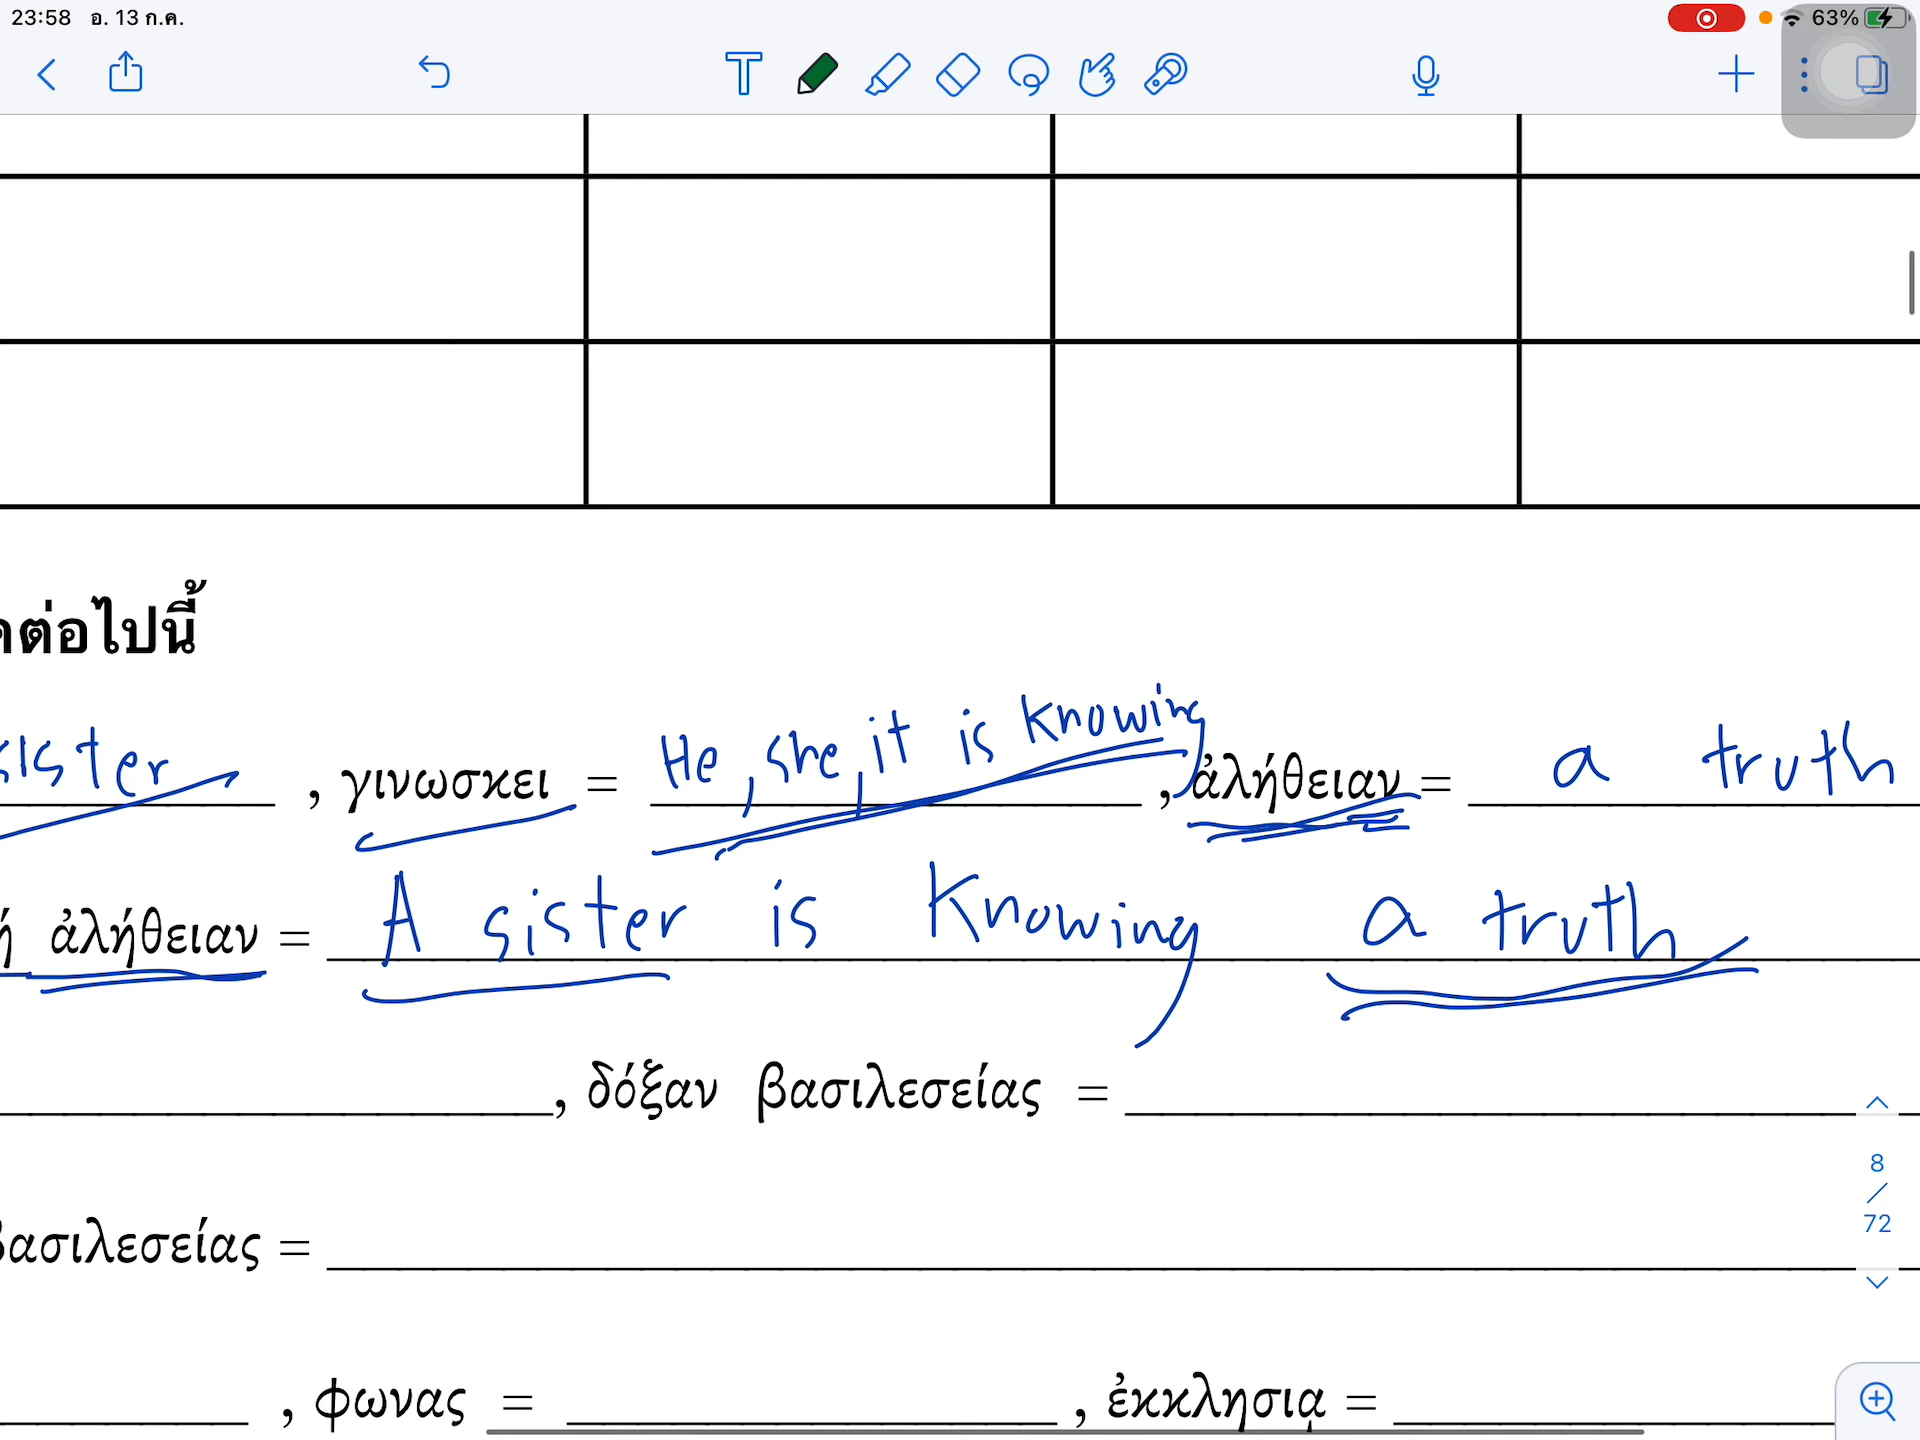 23:58 อ. 13 ก.ค. 63%
ต่อไปนี้
sister , γινωσκει = He, she, it is Knowing , ἀλήθειαν = a truth
ή ἀλήθειαν = A sister is Knowing a truth
, δόξαν βασιλεσείας =
8
/
72
βασιλεσείας =
, φωνας = , ἐκκλησιᾳ =